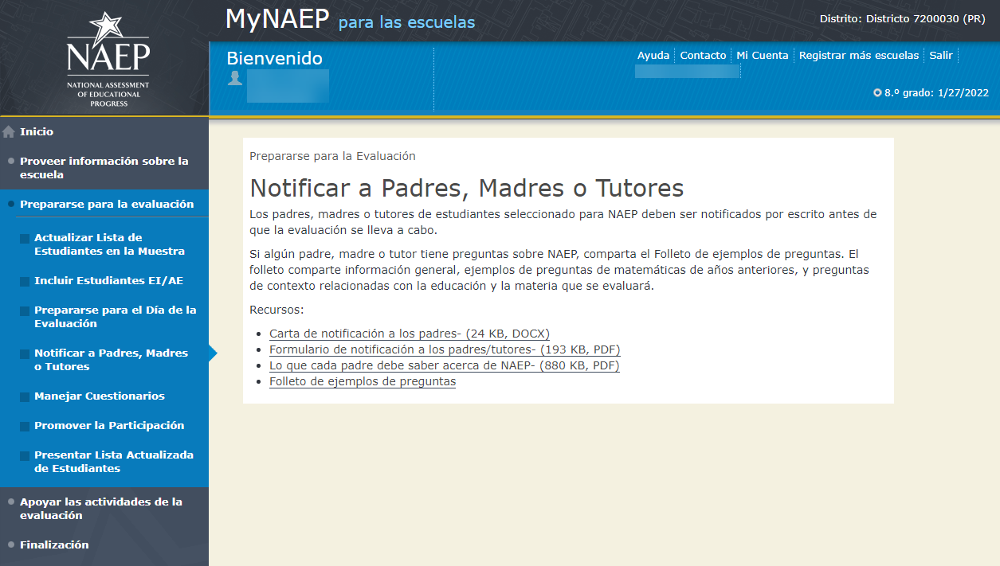 NAEP
NATIONAL ASSESSMENT
OF EDUCATIONAL
PROGRESS
MyNAEP para las escuelas
Distrito: Districto 7200030 (PR)
Bienvenido
Ayuda Contacto Mi Cuenta Registrar más escuelas Salir
8.º grado: 1/27/2022
Inicio
Proveer información sobre la
escuela
Prepararse para la evaluación
Actualizar Lista de
Estudiantes en la Muestra
Incluir Estudiantes EI/AE
Prepararse para el Día de la
Evaluación
Notificar a Padres, Madres
o Tutores
Manejar Cuestionarios
Promover la Participación
Presentar Lista Actualizada
de Estudiantes
Apoyar las actividades de la
evaluación
Finalización
Prepararse para la Evaluación
Notificar a Padres, Madres o Tutores
Los padres, madres o tutores de estudiantes seleccionado para NAEP deben ser notificados por escrito antes de
que la evaluación se lleva a cabo.
Si algún padre, madre o tutor tiene preguntas sobre NAEP, comparta el Folleto de ejemplos de preguntas. El
folleto comparte información general, ejemplos de preguntas de matemáticas de años anteriores, y preguntas
de contexto relacionadas con la educación y la materia que se evaluará.
Recursos:
Carta de notificación a los padres- (24 KB, DOCX)
Formulario de notificación a los padres/tutores- (193 KB, PDF)
Lo que cada padre debe saber acerca de NAEP- (880 KB, PDF)
Folleto de ejemplos de preguntas